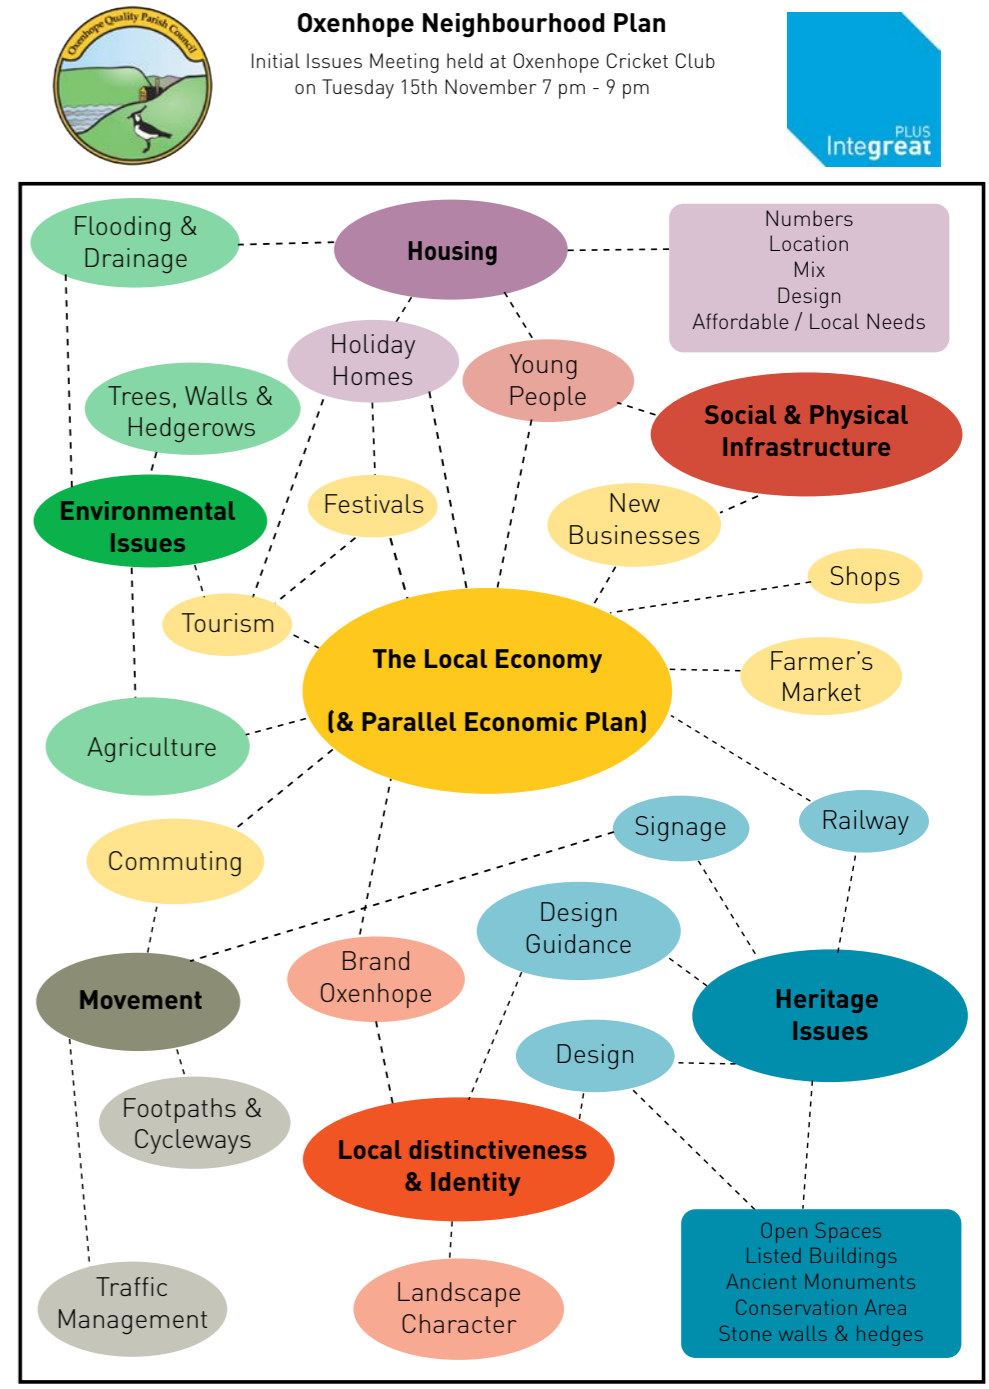 Oxenhope Quality Parish Council
Oxenhope Neighbourhood Plan
Initial Issues Meeting held at Oxenhope Cricket Club
on Tuesday 15th November 7 pm - 9 pm
PLUS
Integreat
Flooding &
Drainage
Housing
Numbers
Location
Mix
Design
Affordable / Local Needs
Holiday
Homes
Young
People
Trees, Walls &
Hedgerows
Social & Physical
Infrastructure
Environmental
Issues
Festivals
New
Businesses
Shops
Tourism
The Local Economy
(& Parallel Economic Plan)
Farmer's
Market
Agriculture
Signage
Railway
Commuting
Design
Guidance
Brand
Oxenhope
Movement
Heritage
Issues
Design
Footpaths &
Cycleways
Local distinctiveness
& Identity
Open Spaces
Listed Buildings
Ancient Monuments
Conservation Area
Stone walls & hedges
Traffic
Management
Landscape
Character